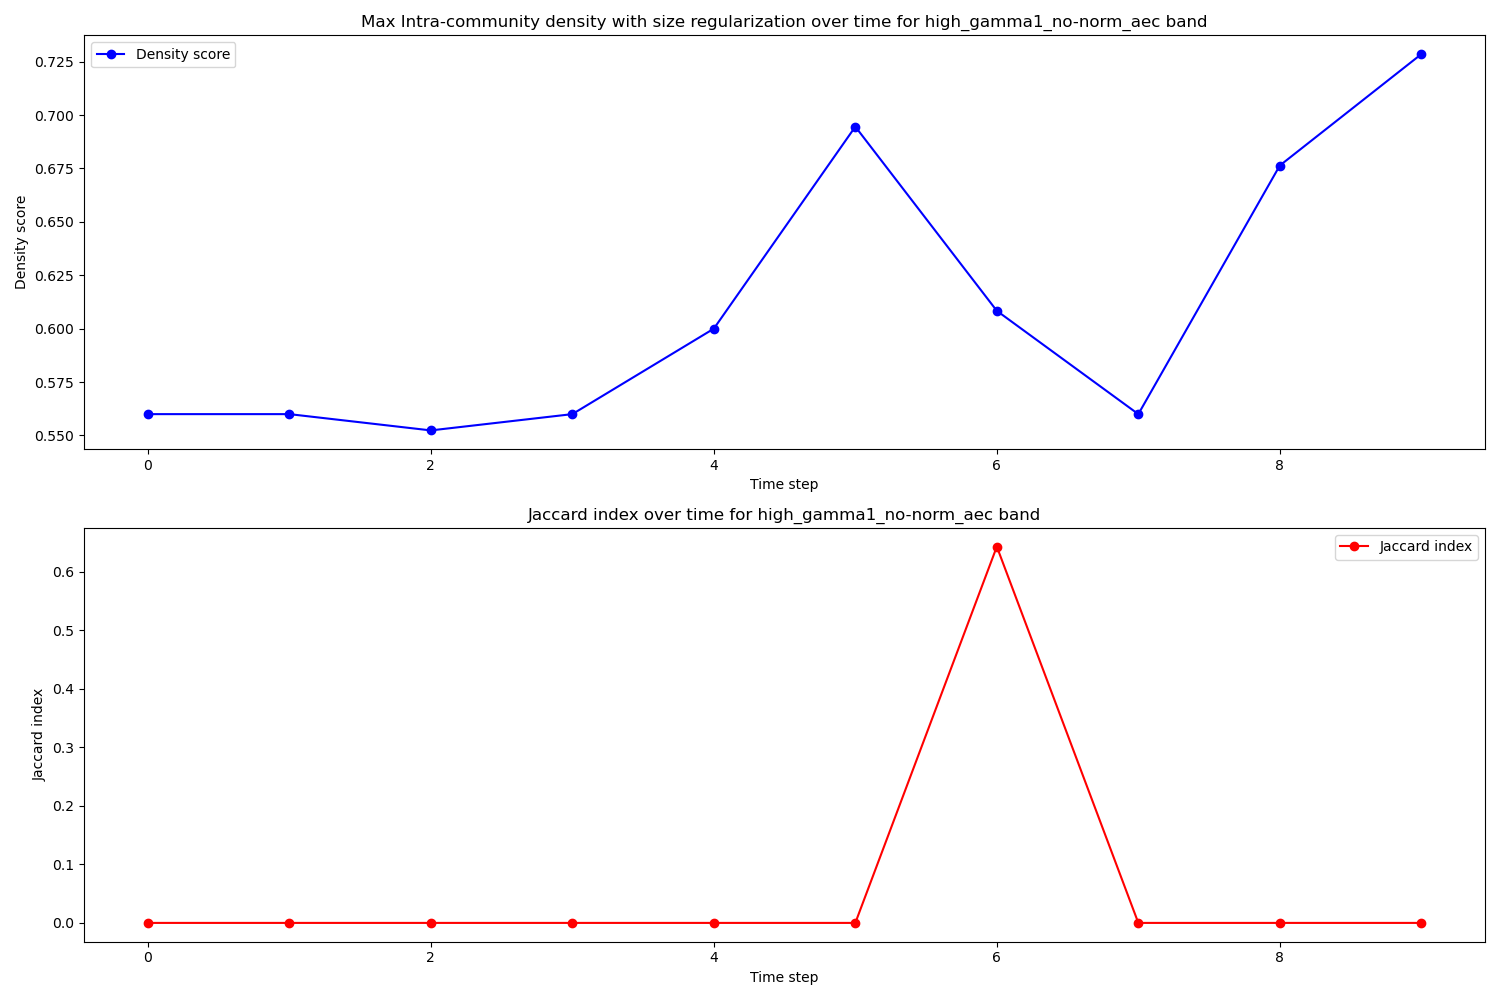 Max Intra-community density with size regularization over time for high_gamma1_no-norm_aec band
Density score
0.725
0.700
0.675
0.650
0.625
0.600
0.575
0.550
Density score
0 2 4 6 8
Time step
Jaccard index over time for high_gamma1_no-norm_aec band
Jaccard index
0.6
0.5
0.4
0.3
0.2
0.1
0.0
Jaccard index
0 2 4 6 8
Time step